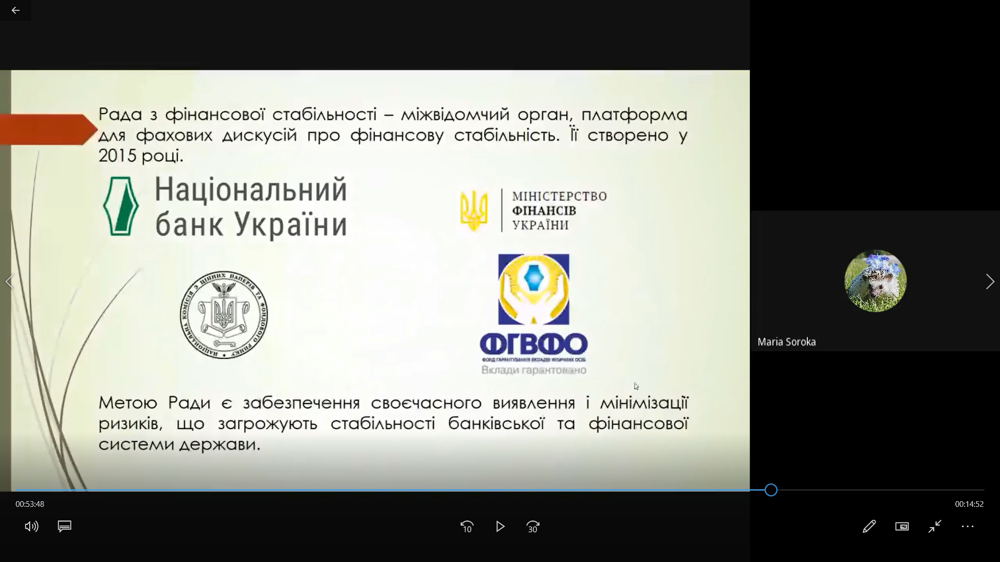 Рада з фінансової стабільності – міжвідомчий орган, платформа
для фахових дискусій про фінансову стабільність. Її створено у
2015 році.
Національний
банк України
МІНІСТЕРСТВО
ФІНАНСІВ
УКРАЇНИ
НАЦІОНАЛЬНА КОМІСІЯ З ЦІННИХ ПАПЕРІВ ТА ФОНДОВОГО РИНКУ
ФГВФО
ФОНД ГАРАНТУВАННЯ ВКЛАДІВ ФІЗИЧНИХ ОСІБ
Вклади гарантовано
Метою Ради є забезпечення своєчасного виявлення і мінімізації
ризиків, що загрожують стабільності банківської та фінансової
системи держави.
Maria Soroka
00:53:48
00:14:52
10
30